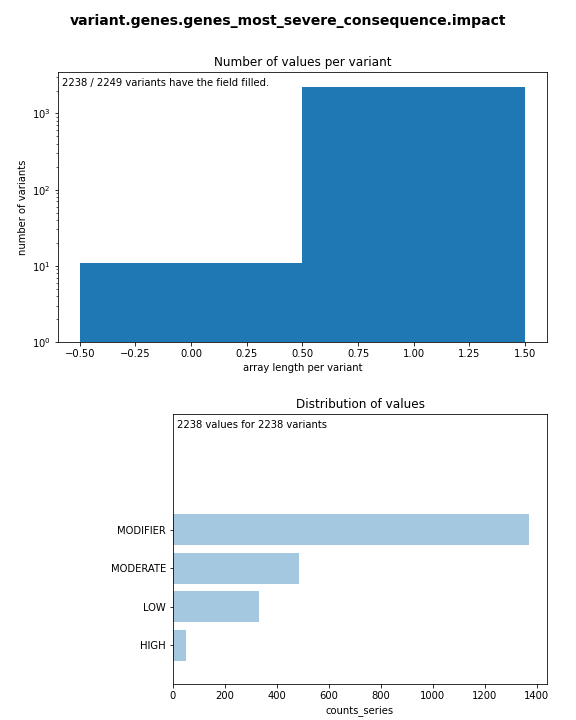 variant.genes.genes_most_severe_consequence.impact
Number of values per variant
2238 / 2249 variants have the field filled.
10³
10²
10¹
10⁰
number of variants
−0.50
−0.25
0.00
0.25
0.50
0.75
1.00
1.25
1.50
array length per variant
Distribution of values
2238 values for 2238 variants
MODIFIER
MODERATE
LOW
HIGH
0
200
400
600
800
1000
1200
1400
counts_series